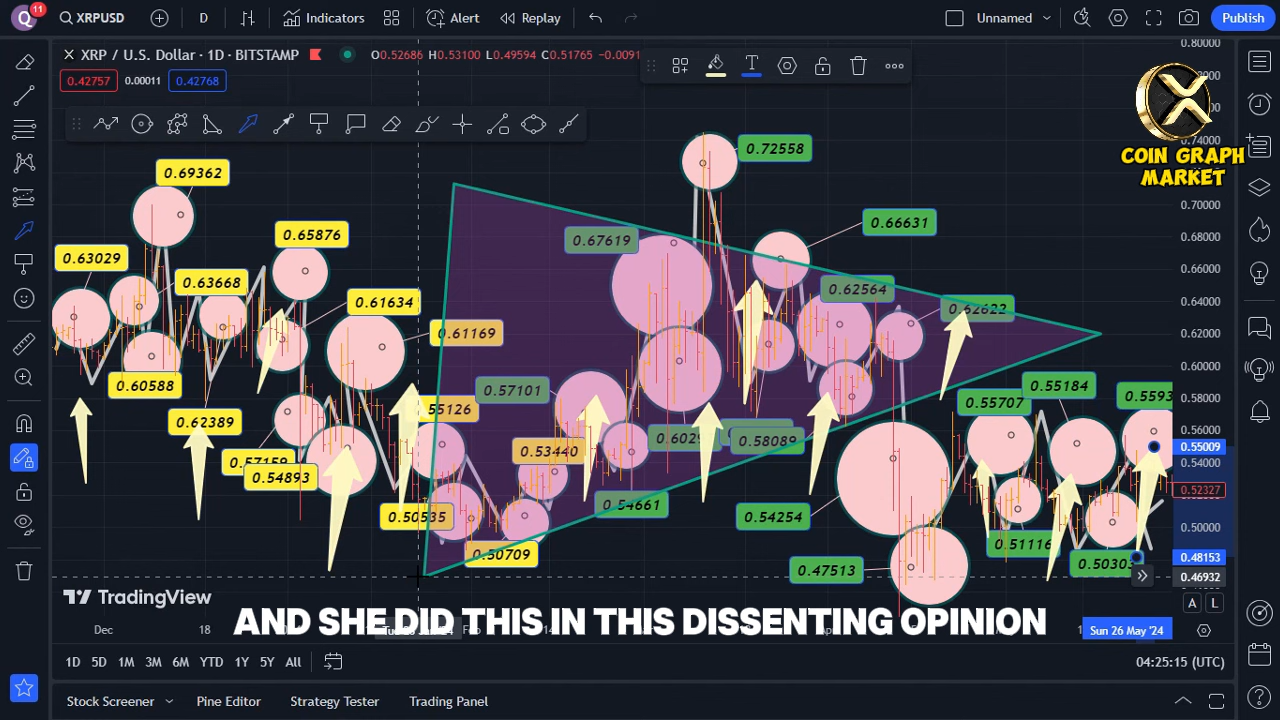 Q
11
XRPUSD
D
Indicators
Alert
Replay
Unnamed
Publish
XRP / U.S. Dollar · 1D · BITSTAMP
O0.52686 H0.53100 L0.49594 C0.51765 -0.0091
0.42757
0.00011
0.42768
T
X
COIN GRAPH
MARKET
0.80000
0.74000
0.70000
0.68000
0.66000
0.64000
0.62000
0.60000
0.58000
0.56000
0.55009
0.54000
0.52327
0.50000
0.48153
0.46932
0.72558
0.69362
0.66631
0.65876
0.67619
0.63029
0.63668
0.62564
0.61634
0.62622
0.61169
0.60588
0.57101
0.55184
0.5593
0.55707
55126
0.62389
0.58089
0.53440
0.57159
0.54893
0.54661
0.50535
0.54254
0.51116
0.50709
0.47513
0.50303
TradingView
A
L
AND SHE DID THIS IN THIS DISSENTING OPINION
Dec
18
Sun 26 May '24
1D
5D
1M
3M
6M
YTD
1Y
5Y
All
04:25:15 (UTC)
Stock Screener
Pine Editor
Strategy Tester
Trading Panel